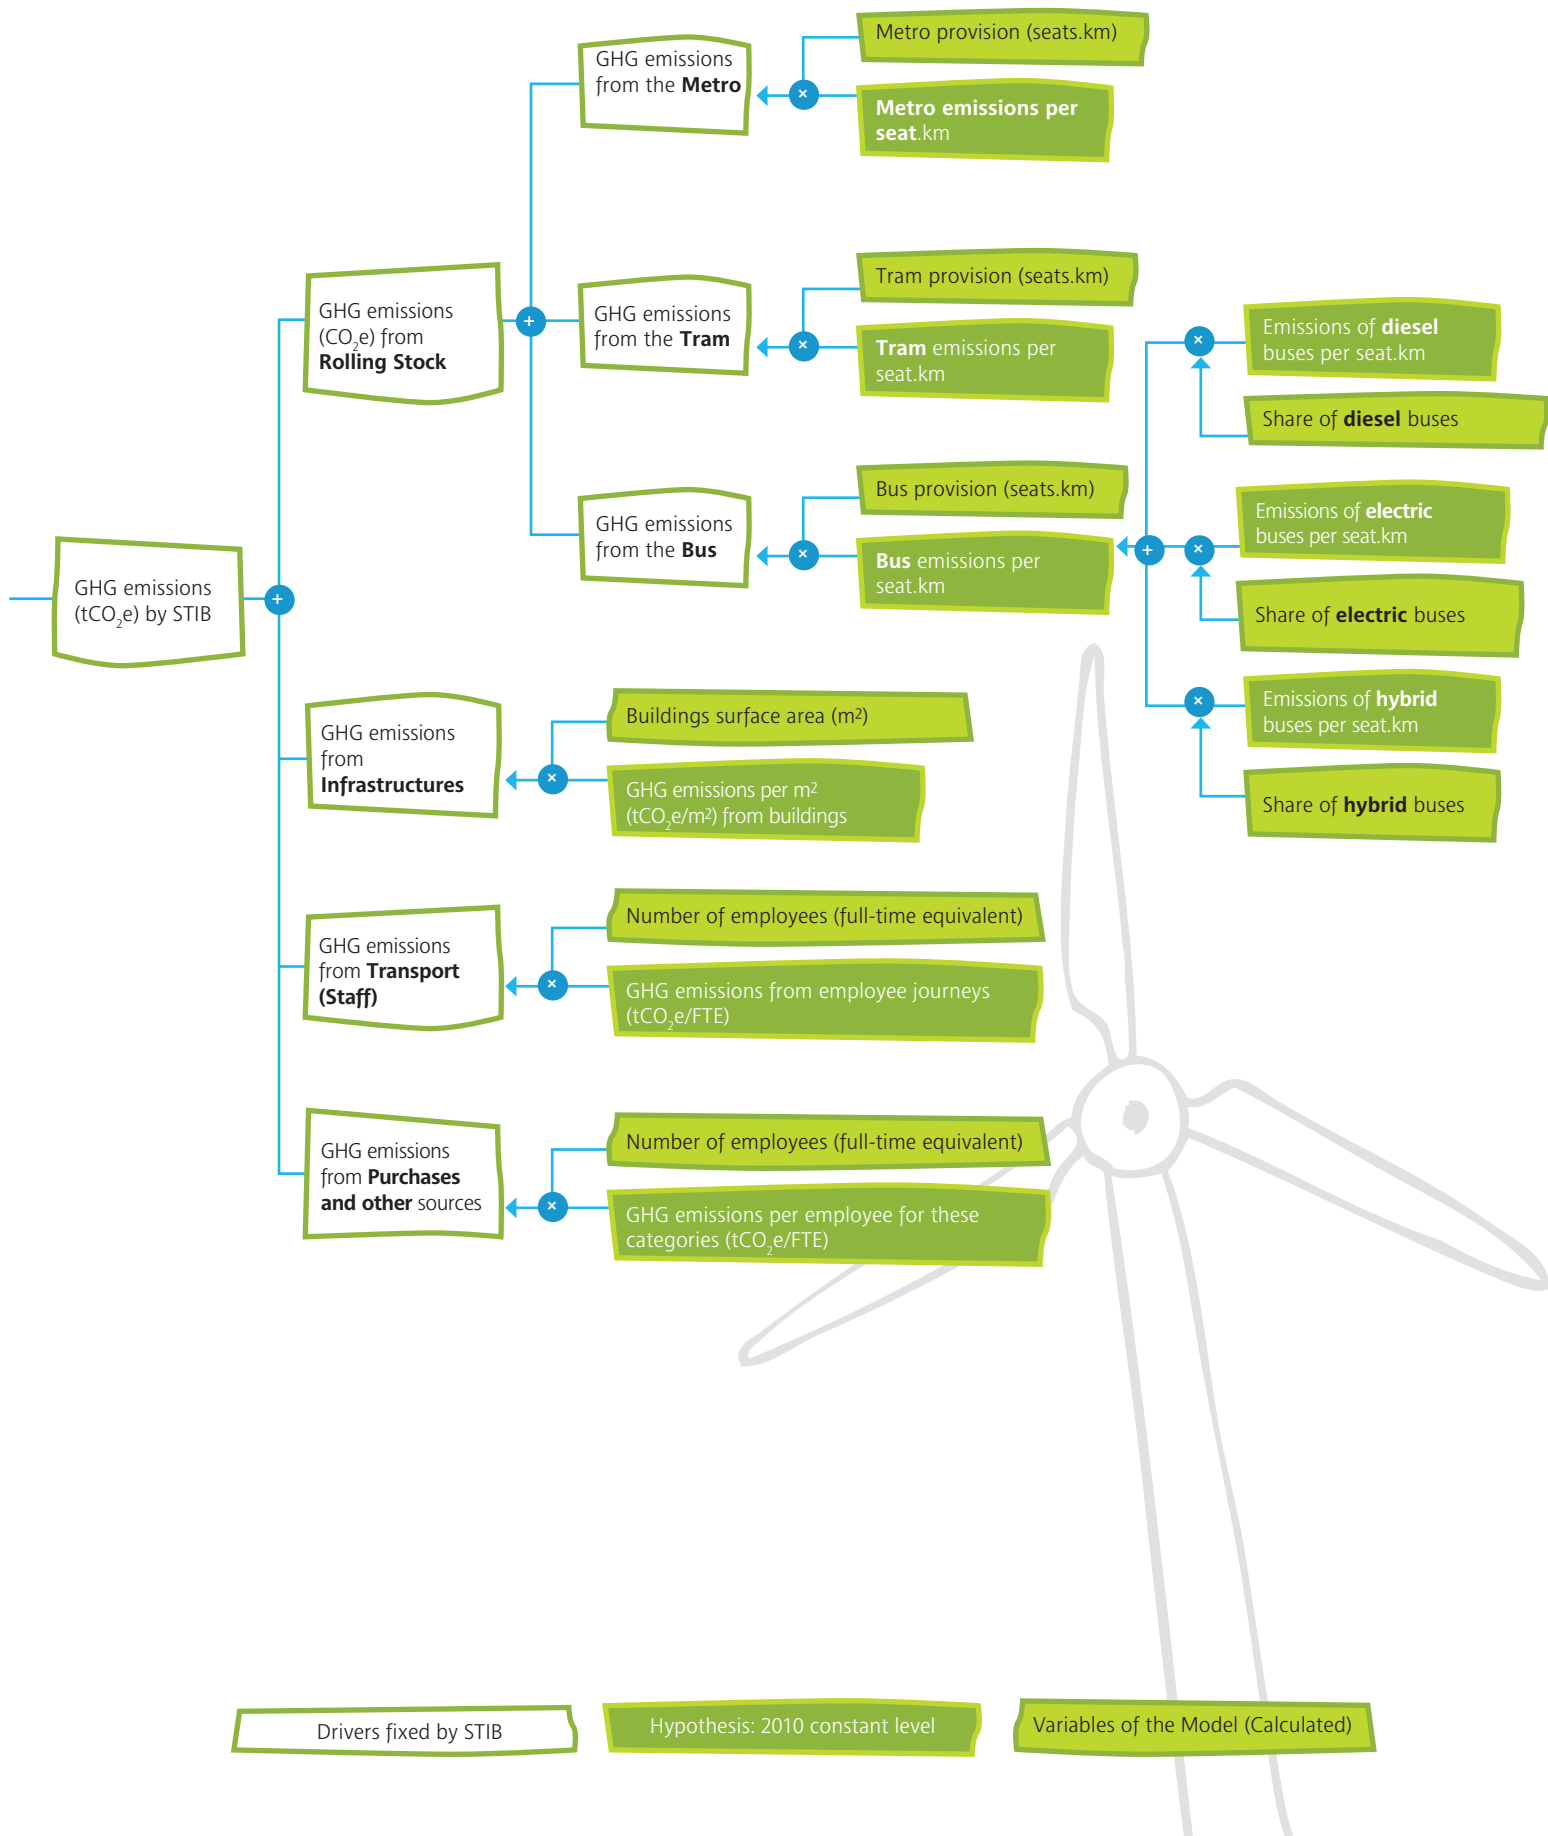 GHG emissions
(tCO₂e) by STIB
+
GHG emissions
(CO₂e) from
Rolling Stock
+
GHG emissions
from the Metro
×
Metro provision (seats.km)
Metro emissions per
seat.km
GHG emissions
from the Tram
×
Tram provision (seats.km)
Tram emissions per
seat.km
GHG emissions
from the Bus
×
Bus provision (seats.km)
Bus emissions per
seat.km
+
×
Emissions of diesel
buses per seat.km
Share of diesel buses
×
Emissions of electric
buses per seat.km
Share of electric buses
×
Emissions of hybrid
buses per seat.km
Share of hybrid buses
GHG emissions
from
Infrastructures
×
Buildings surface area (m²)
GHG emissions per m²
(tCO₂e/m²) from buildings
GHG emissions
from Transport
(Staff)
×
Number of employees (full-time equivalent)
GHG emissions from employee journeys
(tCO₂e/FTE)
GHG emissions
from Purchases
and other sources
×
Number of employees (full-time equivalent)
GHG emissions per employee for these
categories (tCO₂e/FTE)
Drivers fixed by STIB
Hypothesis: 2010 constant level
Variables of the Model (Calculated)